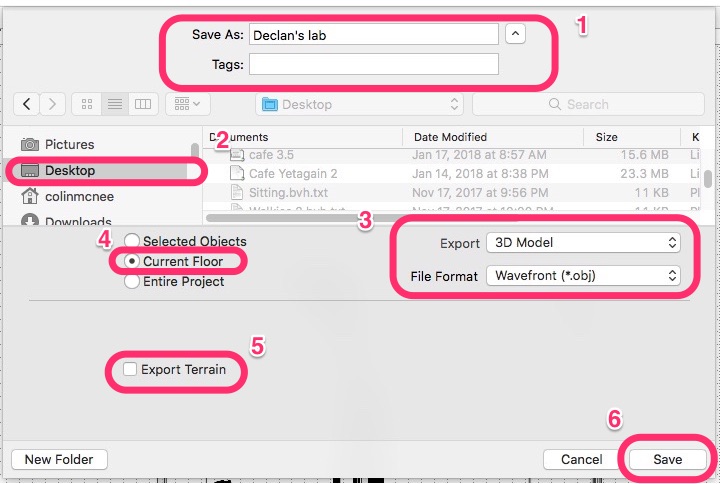 1
Save As: Declan's lab
Tags:
Desktop
Search
2
Documents Date Modified Size K
Pictures
Desktop
colinmcnee
Downloads
cafe 3.5 Jan 17, 2018 at 8:57 AM 15.6 MB Li
Cafe Yetagain 2 Jan 14, 2018 at 8:38 PM 23.3 MB Li
Sitting.bvh.txt Nov 17, 2017 at 9:56 PM 11 KB Pl
3
4
Selected Objects
Current Floor
Entire Project
Export 3D Model
File Format Wavefront (*.obj)
5
Export Terrain
6
New Folder
Cancel
Save